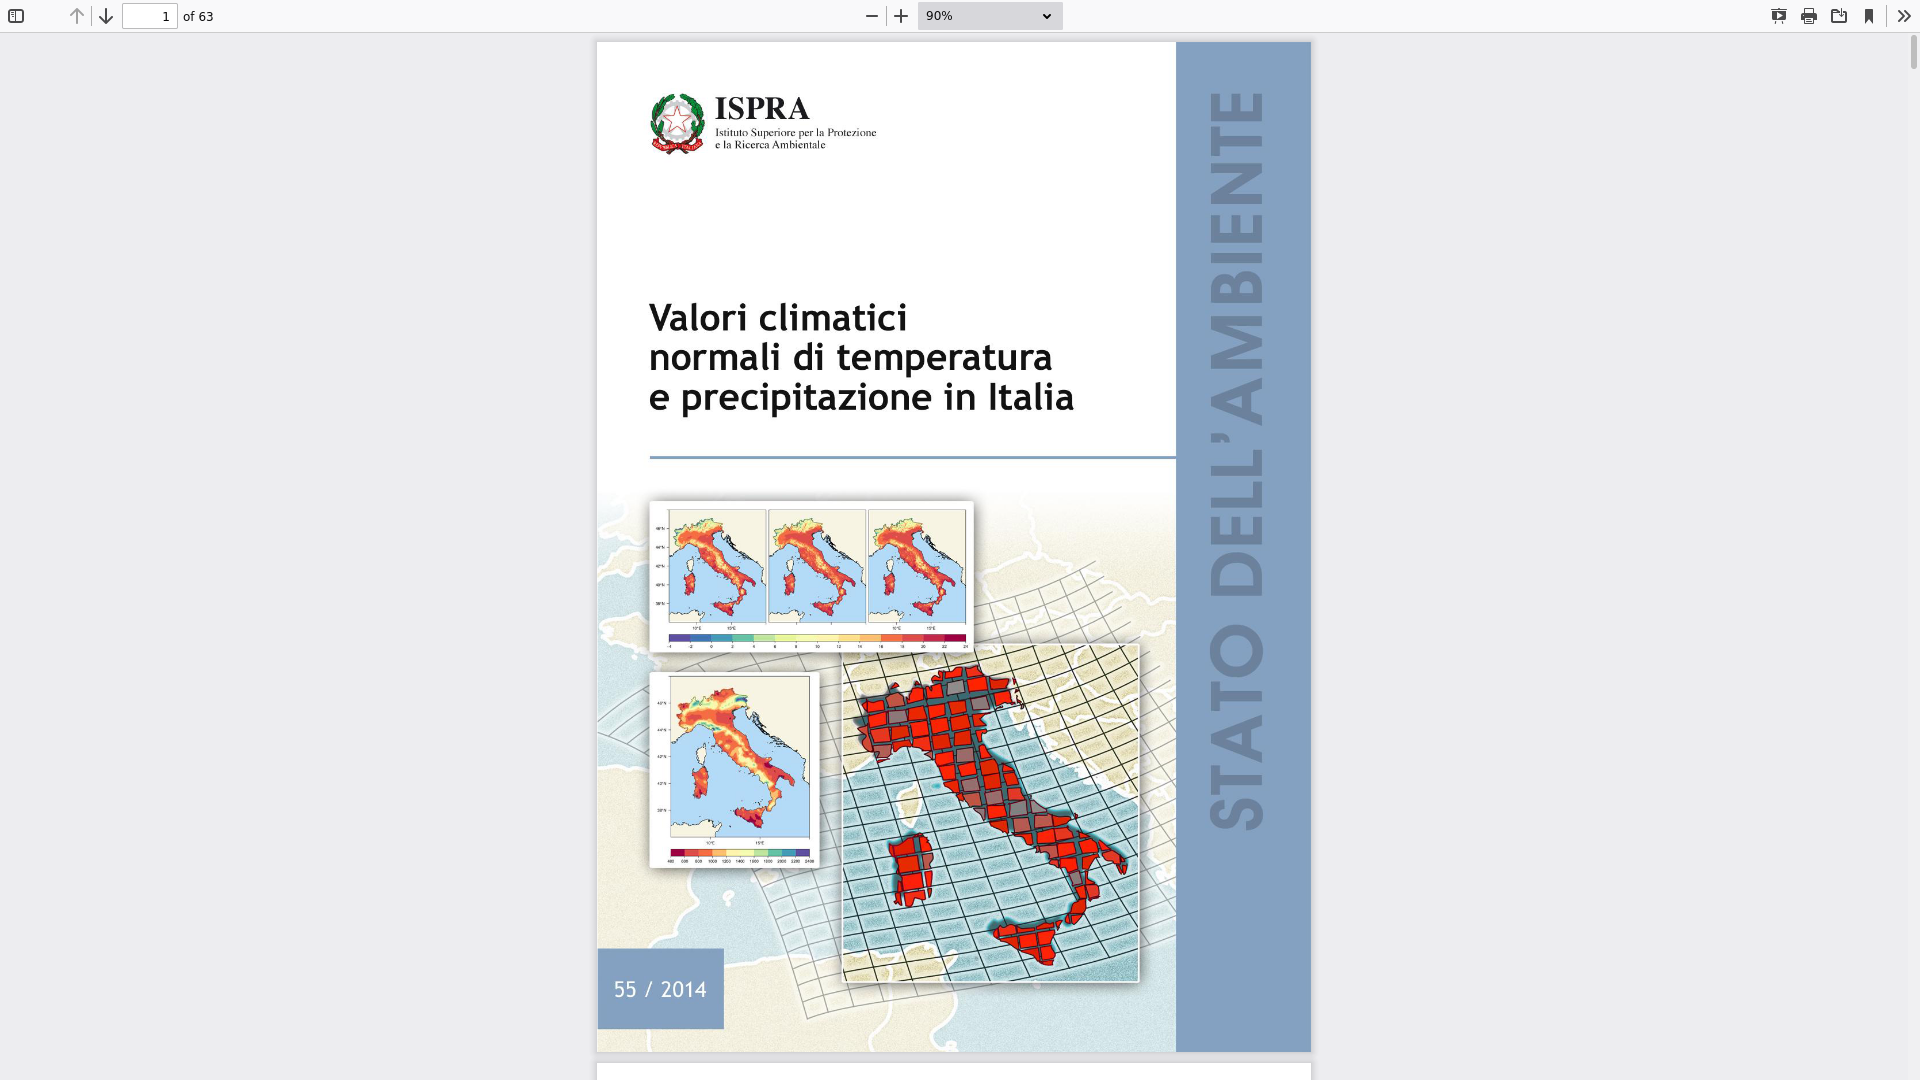 1
of 63
90%
ISPRA
Istituto Superiore per la Protezione
e la Ricerca Ambientale
Valori climatici
normali di temperatura
e precipitazione in Italia
STATO DELL'AMBIENTE
55 / 2014